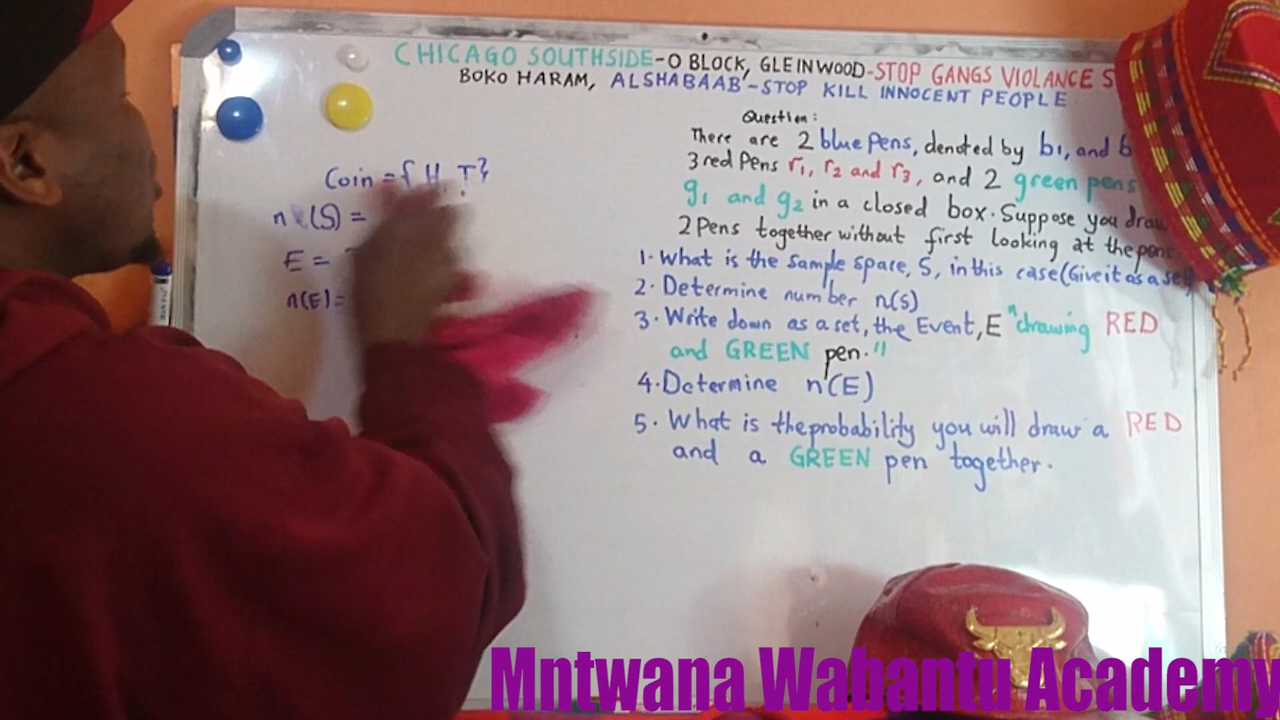 CHICAGO SOUTHSIDE-O BLOCK, GLEINWOOD-STOP GANGS VIOLANCE S
BOKO HARAM, ALSHABAAB-STOP KILL INNOCENT PEOPLE
Question:
There are 2 blue pens, denoted by b1, and b
3 red Pens r1, r2 and r3, and 2 green pens
g1 and g2 in a closed box. Suppose you draw
2 Pens together without first looking at the pens
1. What is the sample space, S, in this case (Give it as a set)
2. Determine number n(s)
3. Write down as a set, the Event, E "drawing RED
and GREEN pen."
4. Determine n(E)
5. What is the probability you will draw a RED
and a GREEN pen together.
Coin = { H, T }
n (S) =
E =
n(E) =
Mntwana Wabantu Academy